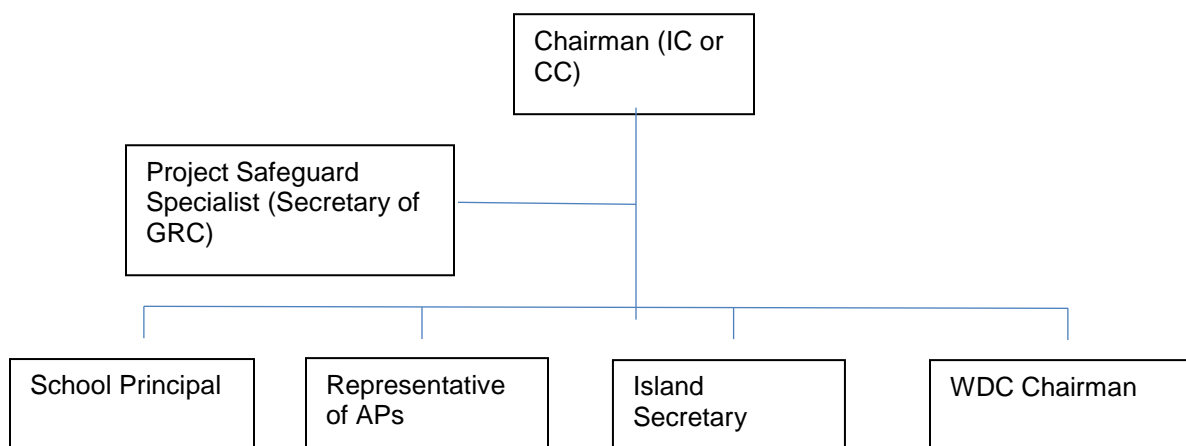 Chairman (IC or
CC)
Project Safeguard
Specialist (Secretary of
GRC)
School Principal
Representative
of APs
Island
Secretary
WDC Chairman